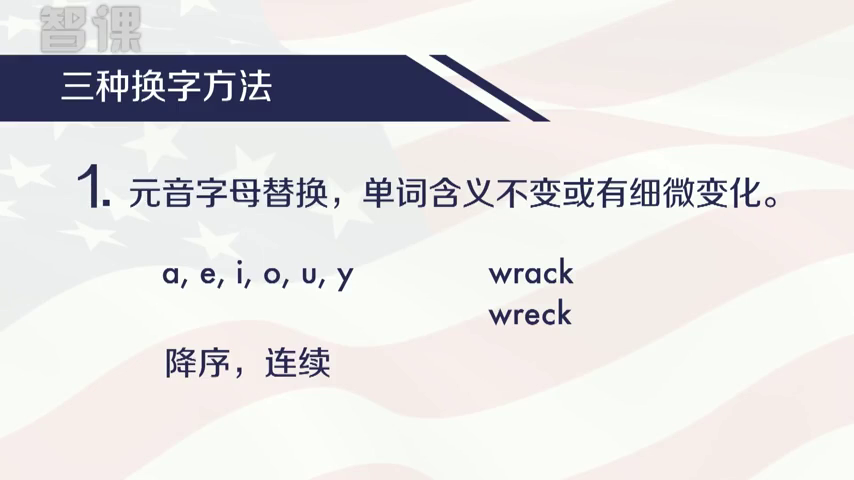 智课
三种换字方法
1. 元音字母替换，单词含义不变或有细微变化。
a, e, i, o, u, y
wrack
wreck
降序，连续